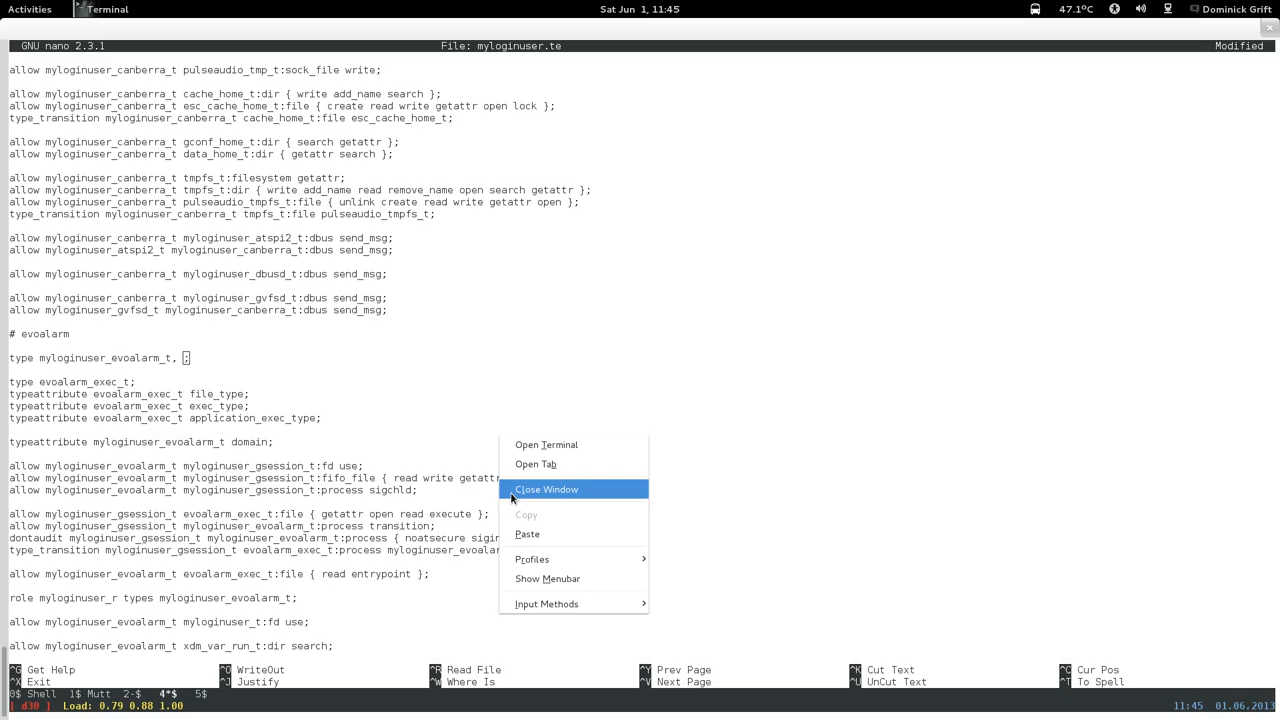 Activities Terminal Sat Jun 1, 11:45 47.1°C Dominick Grift
GNU nano 2.3.1 File: myloginuser.te Modified
allow myloginuser_canberra_t pulseaudio_tmp_t:sock_file write;
allow myloginuser_canberra_t cache_home_t:dir { write add_name search };
allow myloginuser_canberra_t esc_cache_home_t:file { create read write getattr open lock };
type_transition myloginuser_canberra_t cache_home_t:file esc_cache_home_t;
allow myloginuser_canberra_t gconf_home_t:dir { search getattr };
allow myloginuser_canberra_t data_home_t:dir { getattr search };
allow myloginuser_canberra_t tmpfs_t:filesystem getattr;
allow myloginuser_canberra_t tmpfs_t:dir { write add_name read remove_name open search getattr };
allow myloginuser_canberra_t pulseaudio_tmpfs_t:file { unlink create read write getattr open };
type_transition myloginuser_canberra_t tmpfs_t:file pulseaudio_tmpfs_t;
allow myloginuser_canberra_t myloginuser_atspi2_t:dbus send_msg;
allow myloginuser_atspi2_t myloginuser_canberra_t:dbus send_msg;
allow myloginuser_canberra_t myloginuser_dbusd_t:dbus send_msg;
allow myloginuser_canberra_t myloginuser_gvfsd_t:dbus send_msg;
allow myloginuser_gvfsd_t myloginuser_canberra_t:dbus send_msg;
# evoalarm
type myloginuser_evoalarm_t, ;
type evoalarm_exec_t;
typeattribute evoalarm_exec_t file_type;
typeattribute evoalarm_exec_t exec_type;
typeattribute evoalarm_exec_t application_exec_type;
typeattribute myloginuser_evoalarm_t domain;
allow myloginuser_evoalarm_t myloginuser_gsession_t:fd use;
allow myloginuser_evoalarm_t myloginuser_gsession_t:fifo_file { read write getattr
allow myloginuser_evoalarm_t myloginuser_gsession_t:process sigchld;
allow myloginuser_gsession_t evoalarm_exec_t:file { getattr open read execute };
allow myloginuser_gsession_t myloginuser_evoalarm_t:process transition;
dontaudit myloginuser_gsession_t myloginuser_evoalarm_t:process { noatsecure sigin
type_transition myloginuser_gsession_t evoalarm_exec_t:process myloginuser_evoalar
allow myloginuser_evoalarm_t evoalarm_exec_t:file { read entrypoint };
role myloginuser_r types myloginuser_evoalarm_t;
allow myloginuser_evoalarm_t myloginuser_t:fd use;
allow myloginuser_evoalarm_t xdm_var_run_t:dir search;
Open Terminal
Open Tab
Close Window
Copy
Paste
Profiles
Show Menubar
Input Methods
^G Get Help ^O WriteOut ^R Read File ^Y Prev Page ^K Cut Text ^C Cur Pos
^X Exit ^J Justify ^W Where Is ^V Next Page ^U UnCut Text ^T To Spell
0$ Shell 1$ Mutt 2-$ 4*$ 5$
[ d30 ] Load: 0.79 0.88 1.00 11:45 01.06.2013